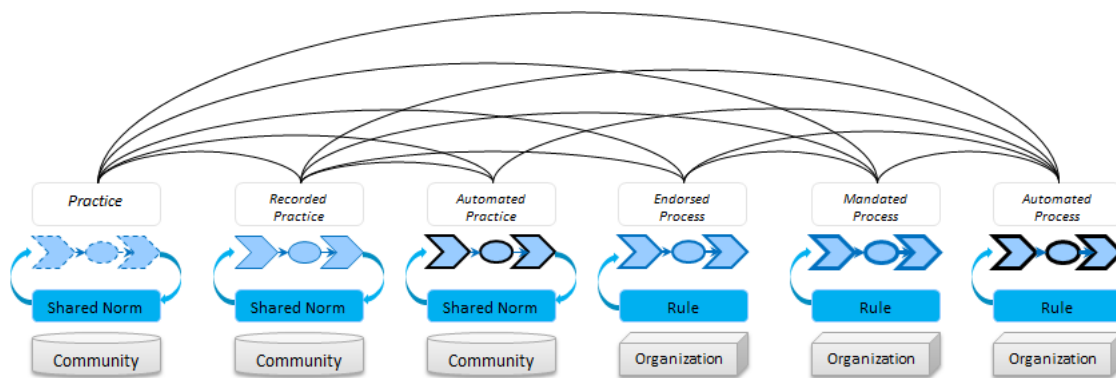 Practice
Recorded
Practice
Automated
Practice
Endorsed
Process
Mandated
Process
Automated
Process
Shared Norm
Shared Norm
Shared Norm
Rule
Rule
Rule
Community
Community
Community
Organization
Organization
Organization